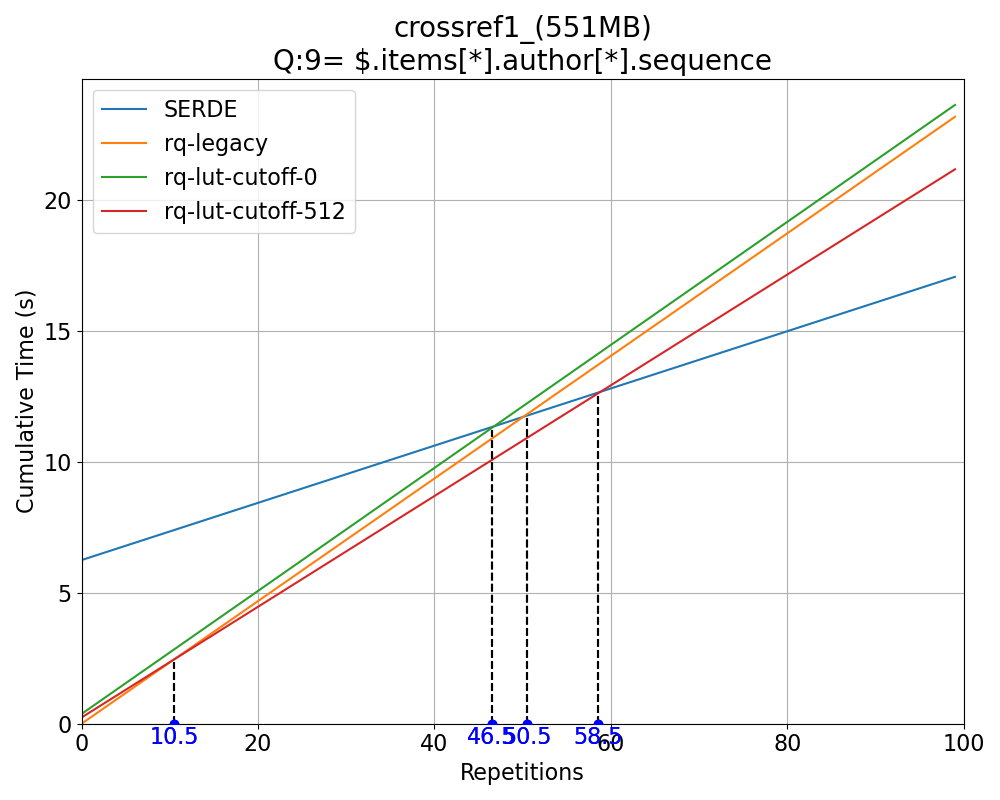 crossref1_(551MB)
Q:9= $.items[*].author[*].sequence
SERDE
rq-legacy
rq-lut-cutoff-0
rq-lut-cutoff-512
Cumulative Time (s)
20
15
10
5
0
10.5
46.5
50.5
58.5
0
20
40
60
80
100
Repetitions